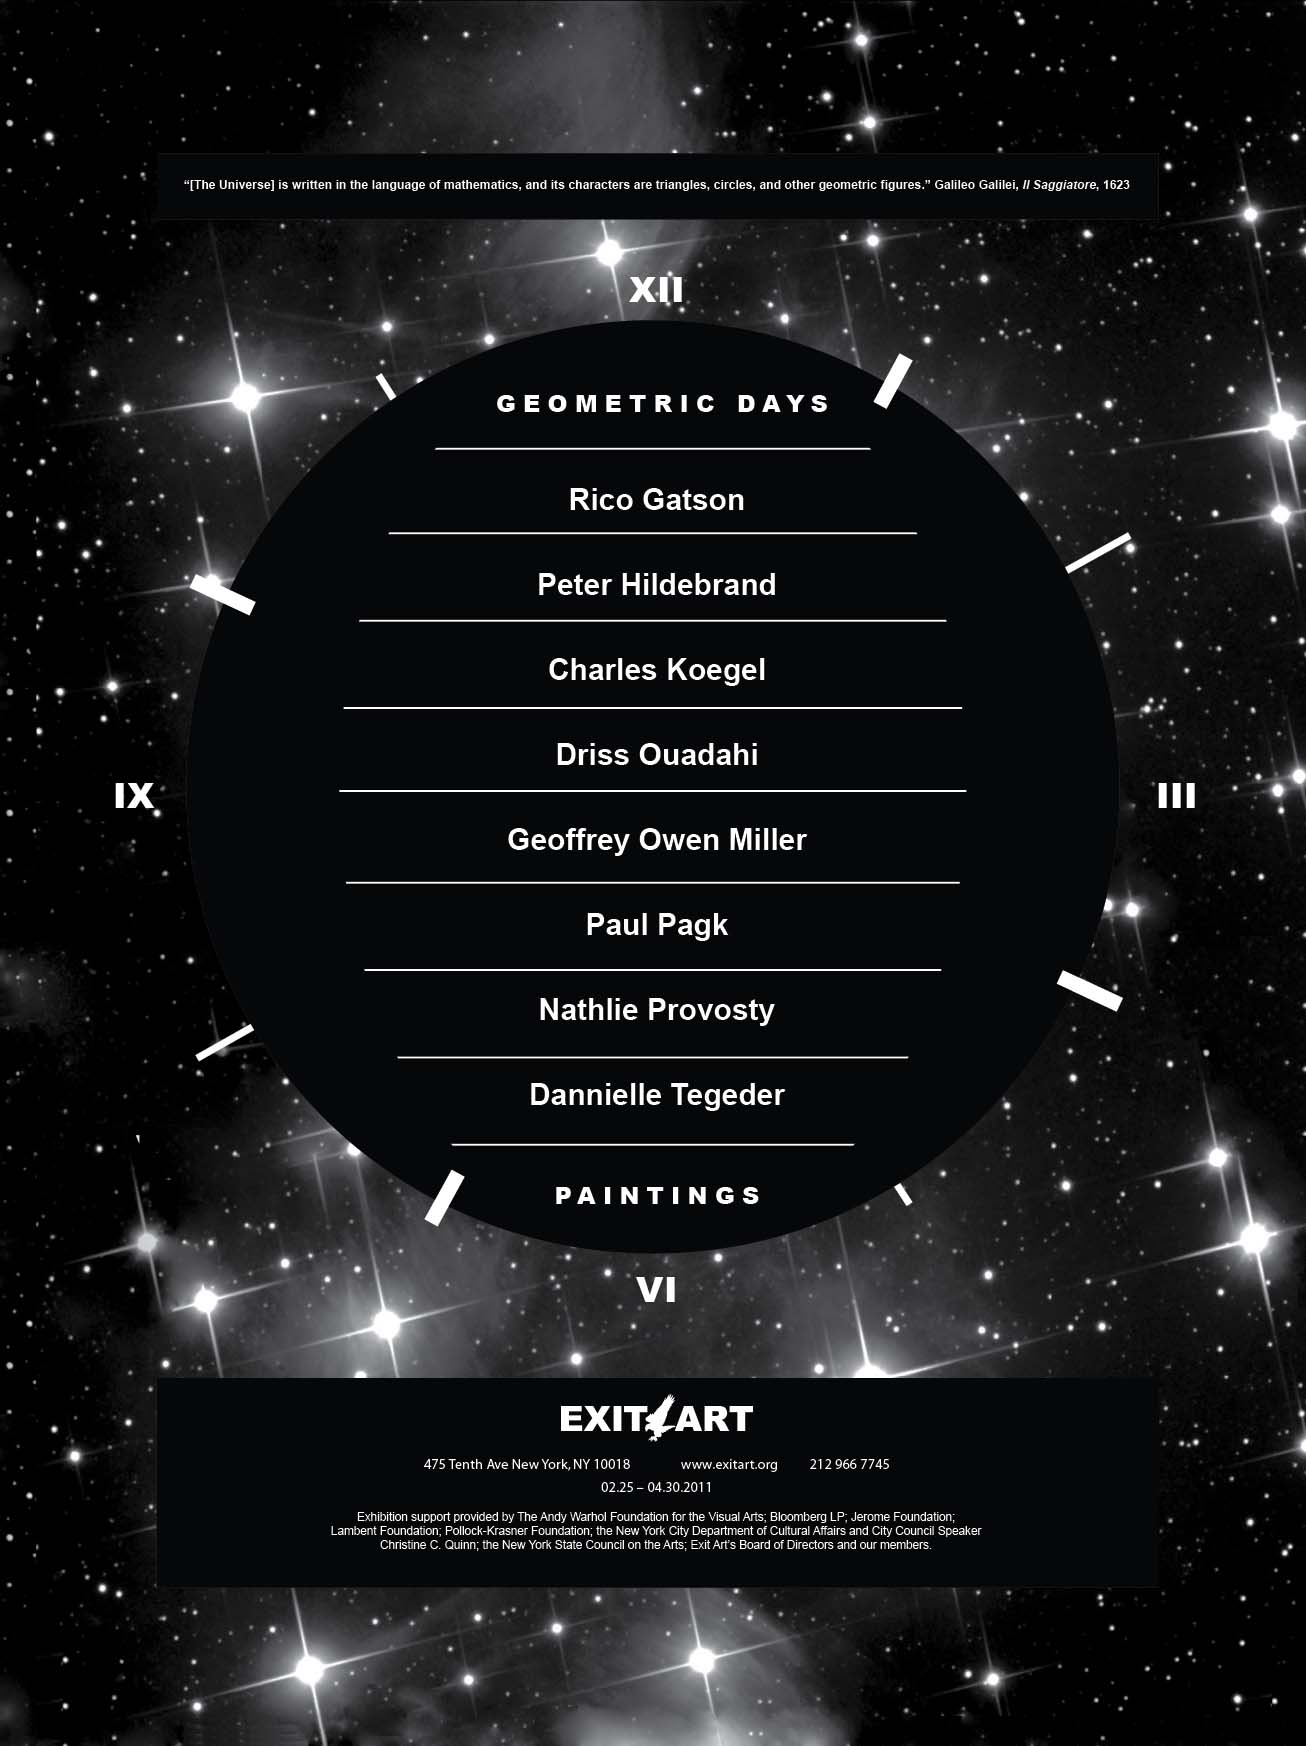 “[The Universe] is written in the language of mathematics, and its characters are triangles, circles, and other geometric figures.” Galileo Galilei, Il Saggiatore, 1623
XII
GEOMETRIC DAYS
Rico Gatson
Peter Hildebrand
Charles Koegel
Driss Ouadahi
IX
III
Geoffrey Owen Miller
Paul Pagk
Nathlie Provosty
Dannielle Tegeder
PAINTINGS
VI
EXIT ART
475 Tenth Ave New York, NY 10018 www.exitart.org 212 966 7745
02.25 – 04.30.2011
Exhibition support provided by The Andy Warhol Foundation for the Visual Arts; Bloomberg LP; Jerome Foundation;
Lambent Foundation; Pollock-Krasner Foundation; the New York City Department of Cultural Affairs and City Council Speaker
Christine C. Quinn; the New York State Council on the Arts; Exit Art’s Board of Directors and our members.